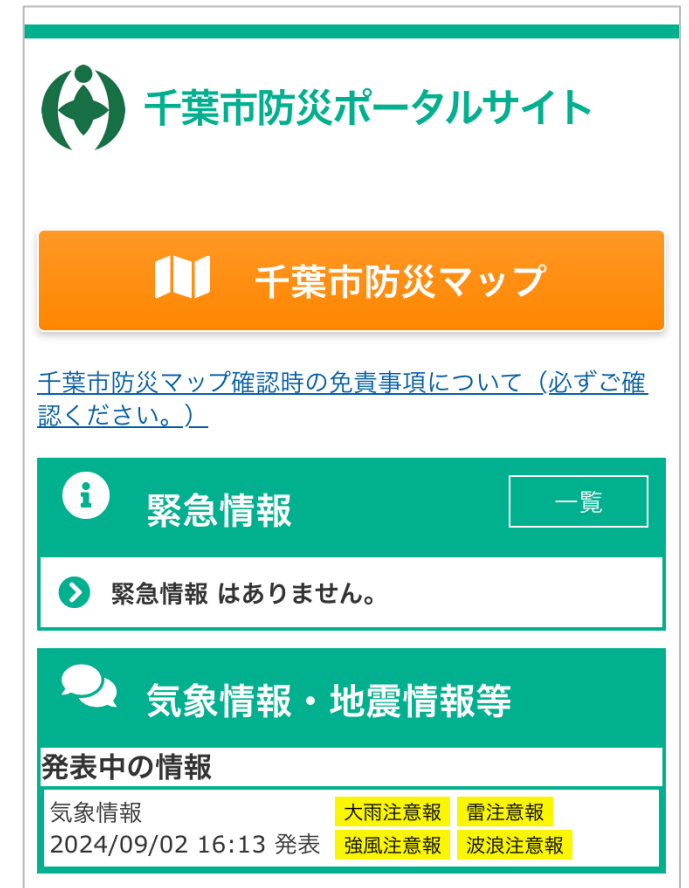 千葉市防災ポータルサイト
千葉市防災マップ
千葉市防災マップ確認時の免責事項について（必ずご確
認ください。）
緊急情報
一覧
緊急情報 はありません。
気象情報・地震情報等
発表中の情報
気象情報
2024/09/02 16:13 発表
大雨注意報 雷注意報
強風注意報 波浪注意報